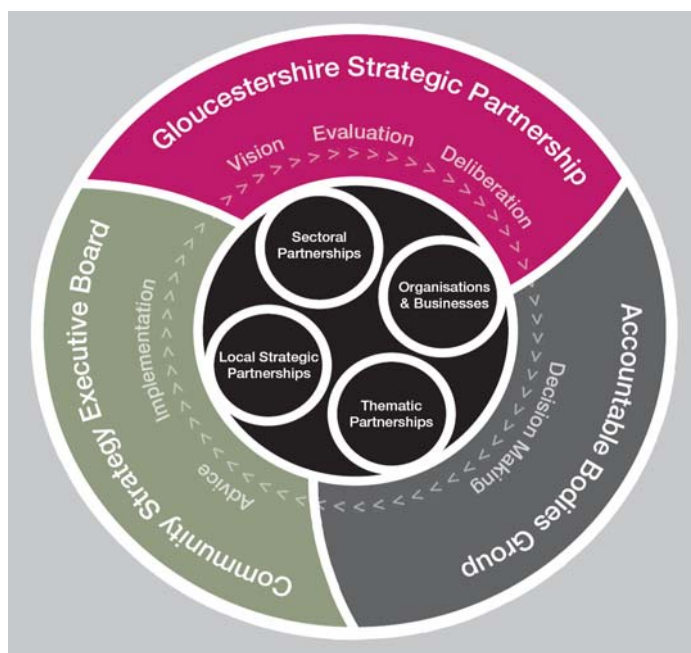 Gloucestershire Strategic Partnership
Vision
Evaluation
Deliberation
Accountable Bodies Group
Decision Making
Community Strategy Executive Board
Advice
Implementation
Sectoral
Partnerships
Organisations
& Businesses
Local Strategic
Partnerships
Thematic
Partnerships